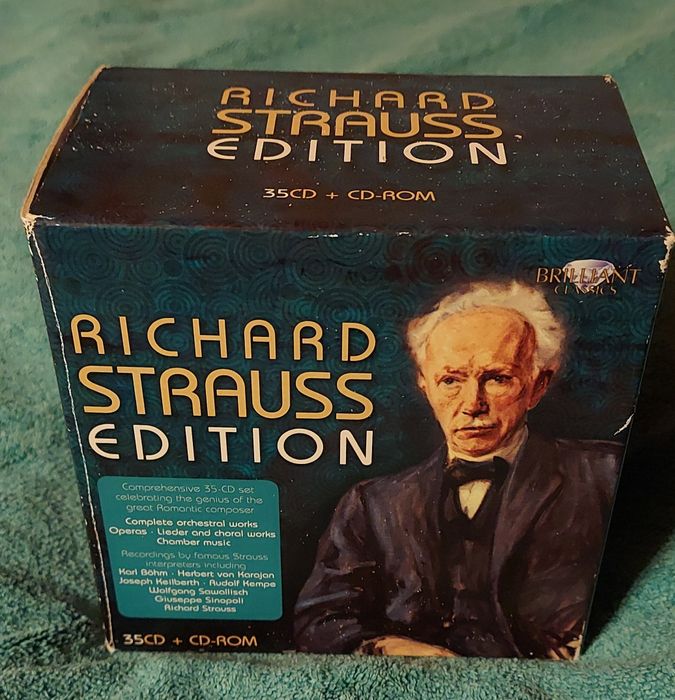 RICHARD
STRAUSS
EDITION
35CD + CD-ROM
BRILLIANT
CLASSICS
RICHARD
STRAUSS
EDITION
Comprehensive 35-CD set
celebrating the genius of the
great Romantic composer
Complete orchestral works
Operas · Lieder and choral works
Chamber music
Recordings by famous Strauss
interpreters including
Karl Böhm · Herbert von Karajan
Joseph Keilberth · Rudolf Kempe
Wolfgang Sawallisch
Giuseppe Sinopoli
Richard Strauss
35CD + CD-ROM